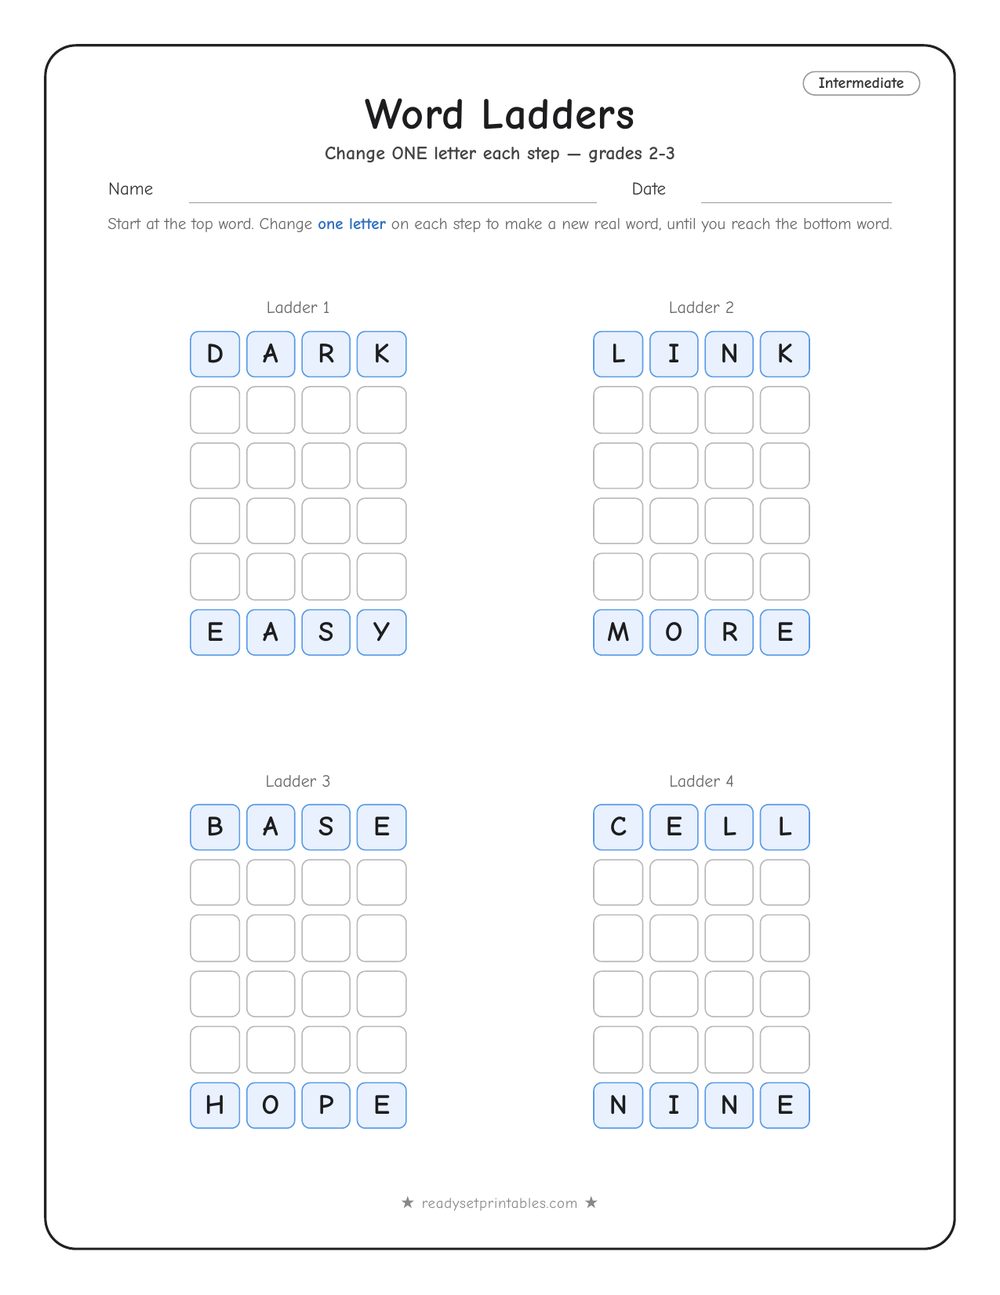 Intermediate
Word Ladders
Change ONE letter each step — grades 2-3
Name Date
Start at the top word. Change one letter on each step to make a new real word, until you reach the bottom word.
Ladder 1
D A R K
E A S Y
Ladder 2
L I N K
M O R E
Ladder 3
B A S E
H O P E
Ladder 4
C E L L
N I N E
★ readysetprintables.com ★